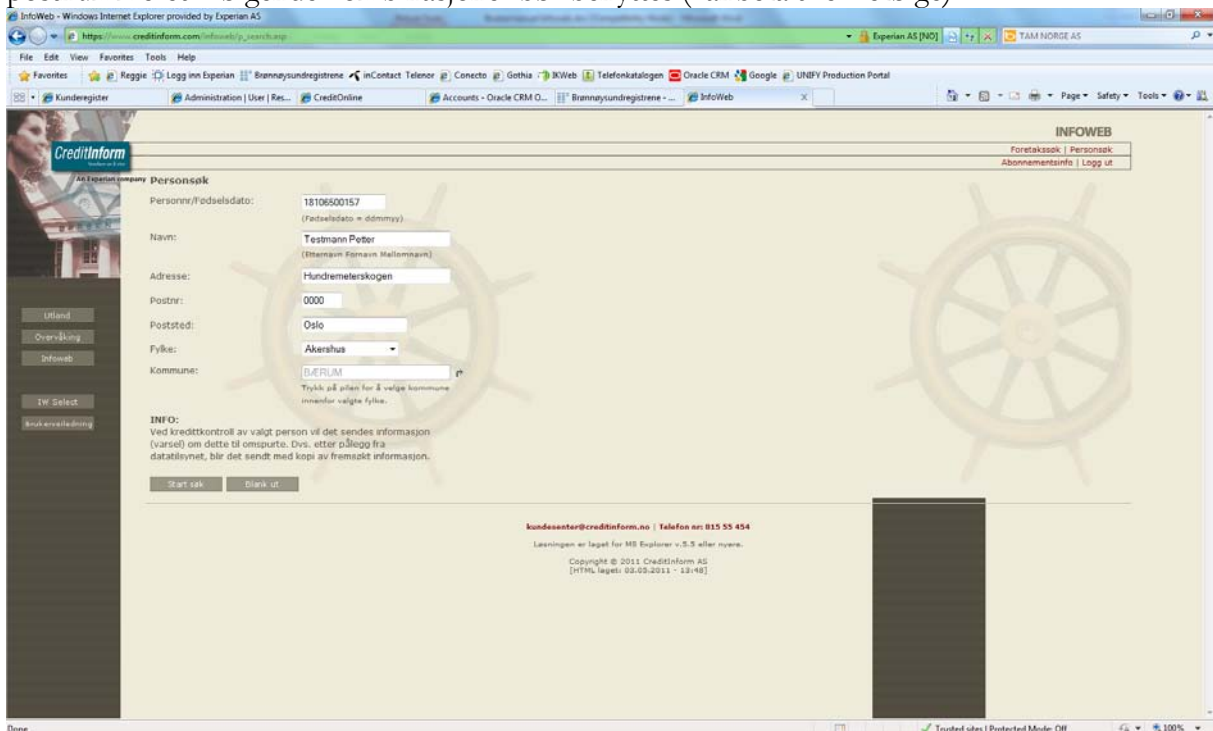 InfoWeb - Windows Internet Explorer provided by Experian AS
https://www.creditinform.com/infoweb/p_search.asp
Experian AS [NO]
TAM NORGE AS
File Edit View Favorites Tools Help
Favorites Reggie Logg inn Experian Brønnøysundregistrene inContact Telenor Conecto Gothia IKWeb Telefonkatalogen Oracle CRM Google UNIFY Production Portal
Kunderegister Administration | User | Res... CreditOnline Accounts - Oracle CRM O... Brønnøysundregistrene - ... InfoWeb X Page Safety Tools
INFOWEB
CreditInform
Foretakssøk | Personsøk
Abonnementsinfo | Logg ut
An Experian company
Personsøk
Personnr/Fødselsdato: 18106500157
(Fødselsdato = ddmmyy)
Navn: Testmann Petter
(Etternavn Fornavn Mellomnavn)
Adresse: Hundremeterskogen
Postnr: 0000
Utland
Poststed: Oslo
Overvåking
Fylke: Akershus
Infoweb
Kommune: BÆRUM
Trykk på pilen for å velge kommune
innenfor valgte fylke.
IW Select
Brukerveiledning
INFO:
Ved kredittkontroll av valgt person vil det sendes informasjon
(varsel) om dette til omspurte. Dvs. etter pålegg fra
datatilsynet, blir det sendt med kopi av fremsøkt informasjon.
Start søk Blank ut
kundesenter@creditinform.no | Telefon nr: 815 55 454
Løsningen er laget for MS Explorer v.5.5 eller nyere.
Copyright © 2011 CreditInform AS
[HTML laget: 03.05.2011 - 13:48]
Done
Trusted sites | Protected Mode: Off
100%